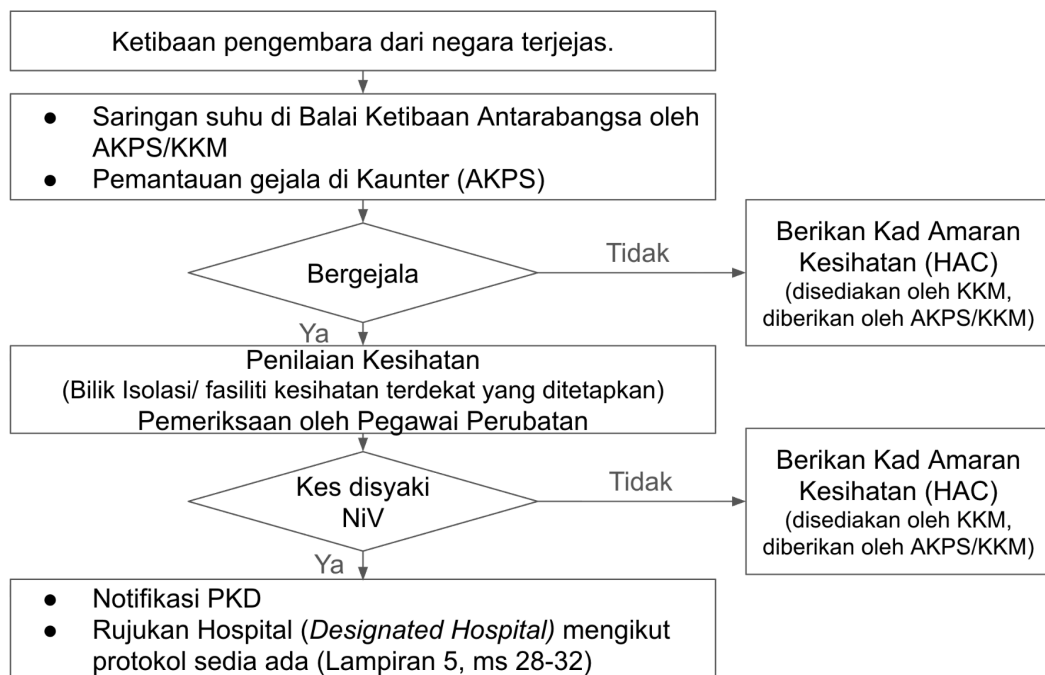 Ketibaan pengembara dari negara terjejas.
● Saringan suhu di Balai Ketibaan Antarabangsa oleh
AKPS/KKM
● Pemantauan gejala di Kaunter (AKPS)
Bergejala
Tidak
Berikan Kad Amaran
Kesihatan (HAC)
(disediakan oleh KKM,
diberikan oleh AKPS/KKM)
Ya
Penilaian Kesihatan
(Bilik Isolasi/ fasiliti kesihatan terdekat yang ditetapkan)
Pemeriksaan oleh Pegawai Perubatan
Kes disyaki
NiV
Tidak
Berikan Kad Amaran
Kesihatan (HAC)
(disediakan oleh KKM,
diberikan oleh AKPS/KKM)
Ya
● Notifikasi PKD
● Rujukan Hospital (Designated Hospital) mengikut
protokol sedia ada (Lampiran 5, ms 28-32)